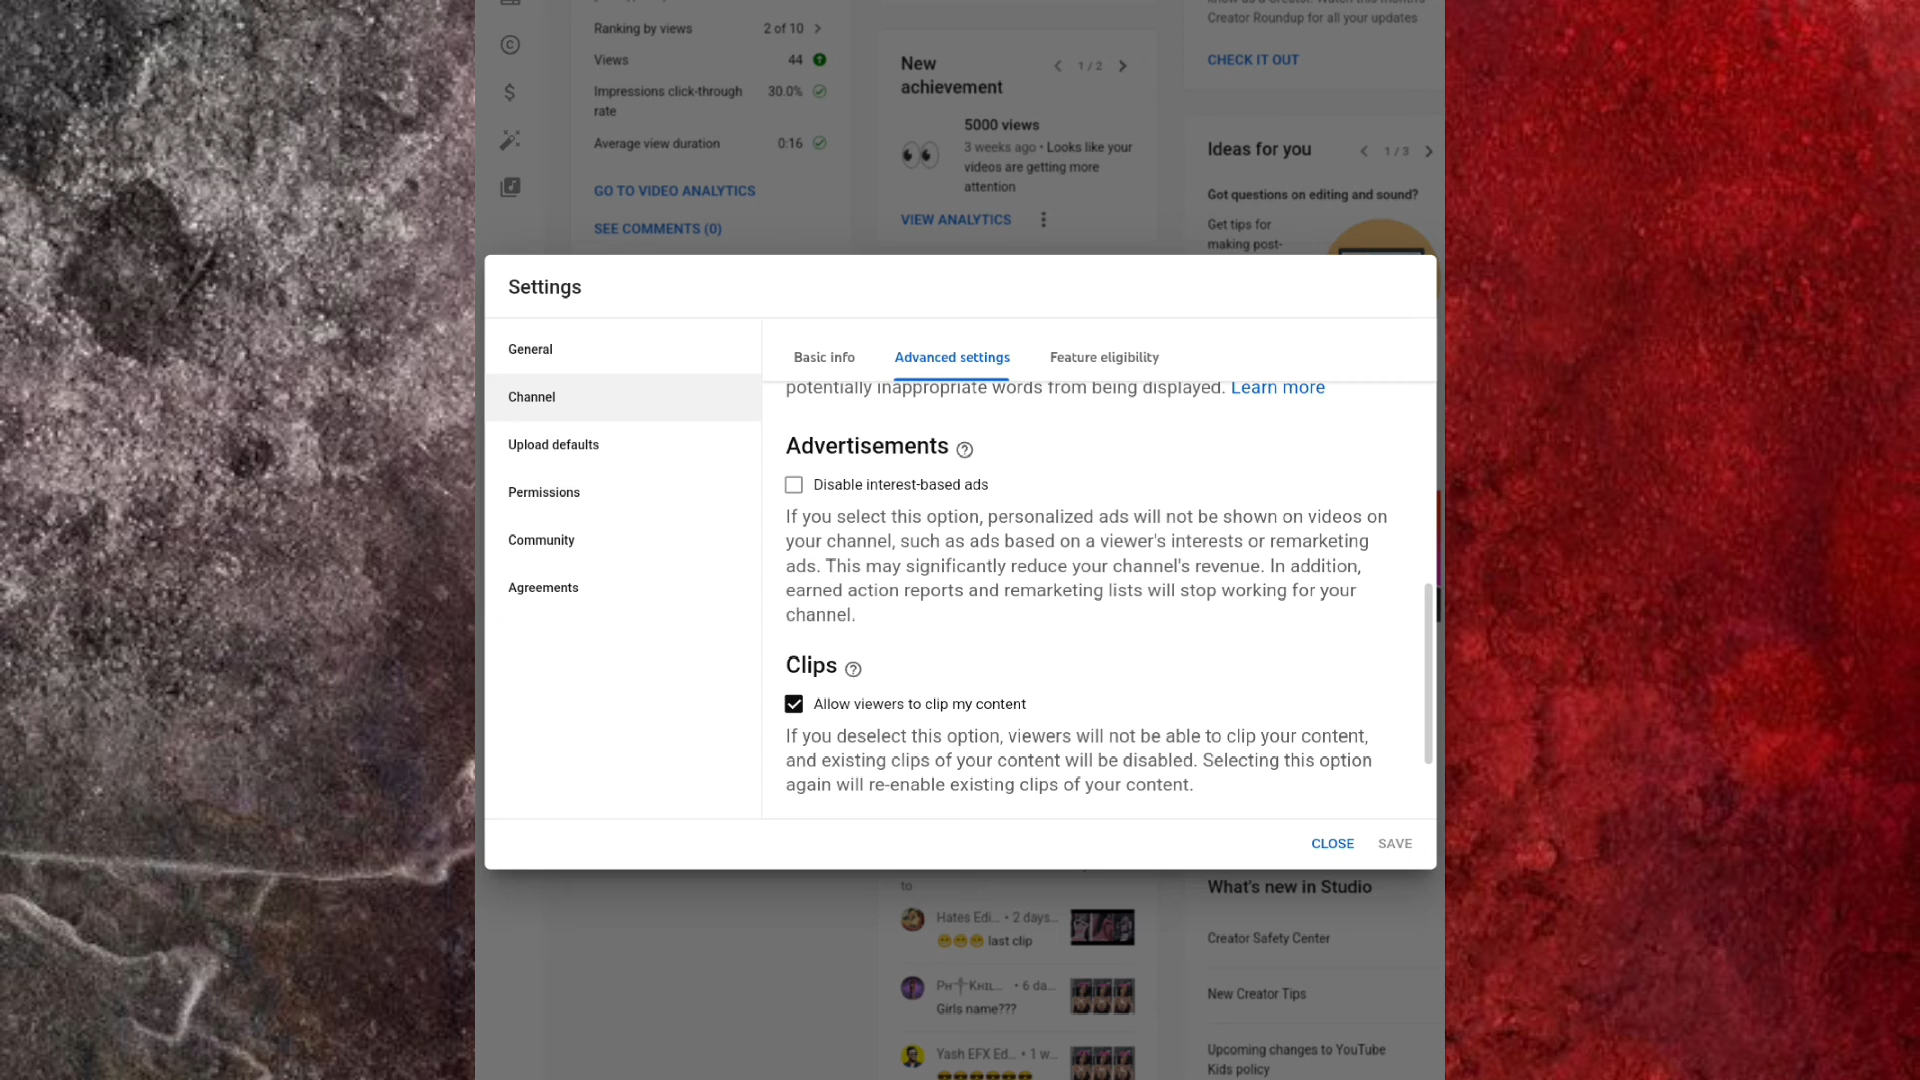 Ranking by views 2 of 10
Views 44
Impressions click-through rate 30.0%
Average view duration 0:16
GO TO VIDEO ANALYTICS
SEE COMMENTS (0)
New achievement
1 / 2
5000 views
3 weeks ago • Looks like your
videos are getting more
attention
VIEW ANALYTICS
Creator Roundup for all your updates
CHECK IT OUT
Ideas for you
1 / 3
Got questions on editing and sound?
Get tips for
making post-
Settings
General
Channel
Upload defaults
Permissions
Community
Agreements
Basic info
Advanced settings
Feature eligibility
potentially inappropriate words from being displayed. Learn more
Advertisements
Disable interest-based ads
If you select this option, personalized ads will not be shown on videos on
your channel, such as ads based on a viewer's interests or remarketing
ads. This may significantly reduce your channel's revenue. In addition,
earned action reports and remarketing lists will stop working for your
channel.
Clips
Allow viewers to clip my content
If you deselect this option, viewers will not be able to clip your content,
and existing clips of your content will be disabled. Selecting this option
again will re-enable existing clips of your content.
CLOSE
SAVE
to
Hates Edi... • 2 days...
😁😁😁 last clip
• 6 da...
Girls name???
Yash EFX Ed... • 1 w...
What's new in Studio
Creator Safety Center
New Creator Tips
Upcoming changes to YouTube
Kids policy